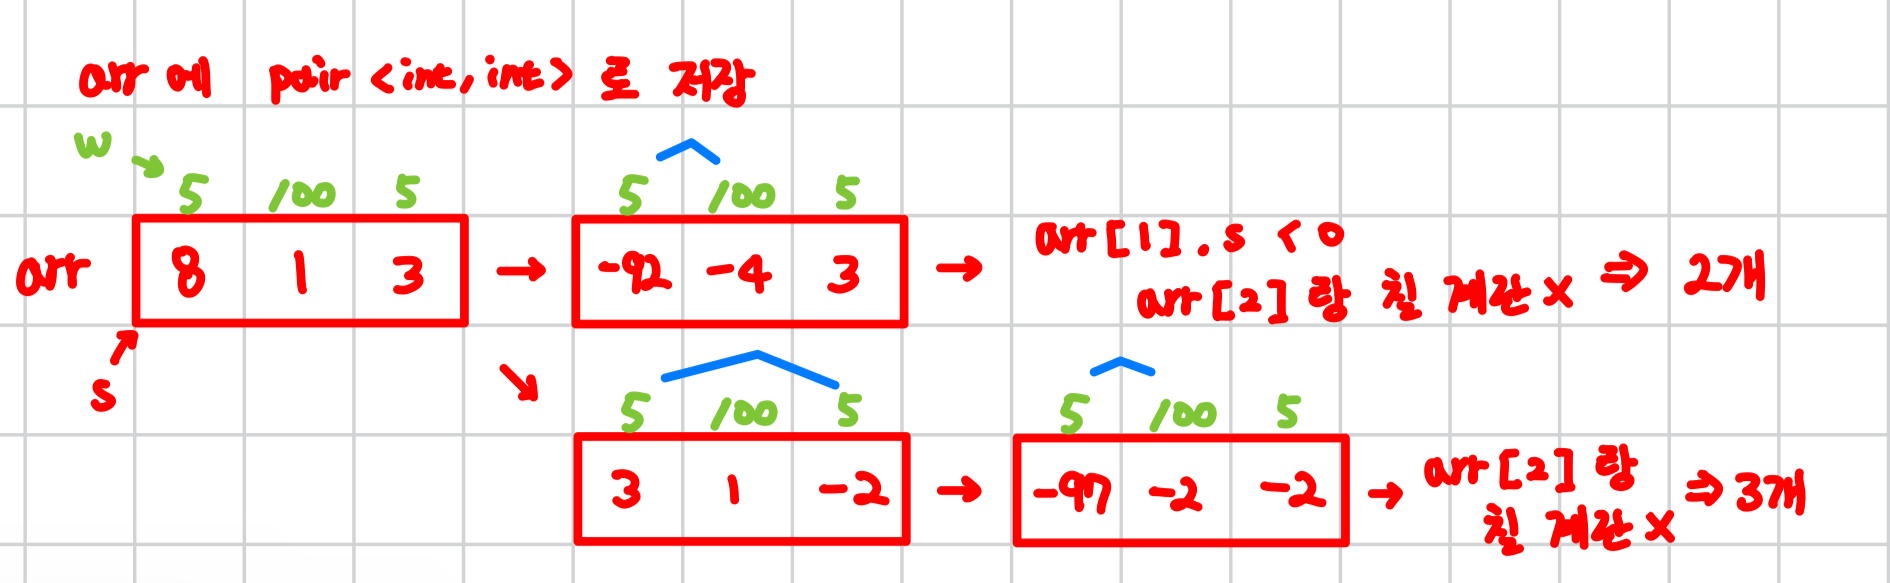 arr 에 pair <int, int> 로 저장
w
5 100 5
5 100 5
arr 8 1 3
-92 -4 3
arr[1].s < 0
arr[2] 랑 칠 계란 x
⇒ 2개
s
5 100 5
5 100 5
3 1 -2
-97 -2 -2
arr[2] 랑
칠 계란 x
⇒ 3개